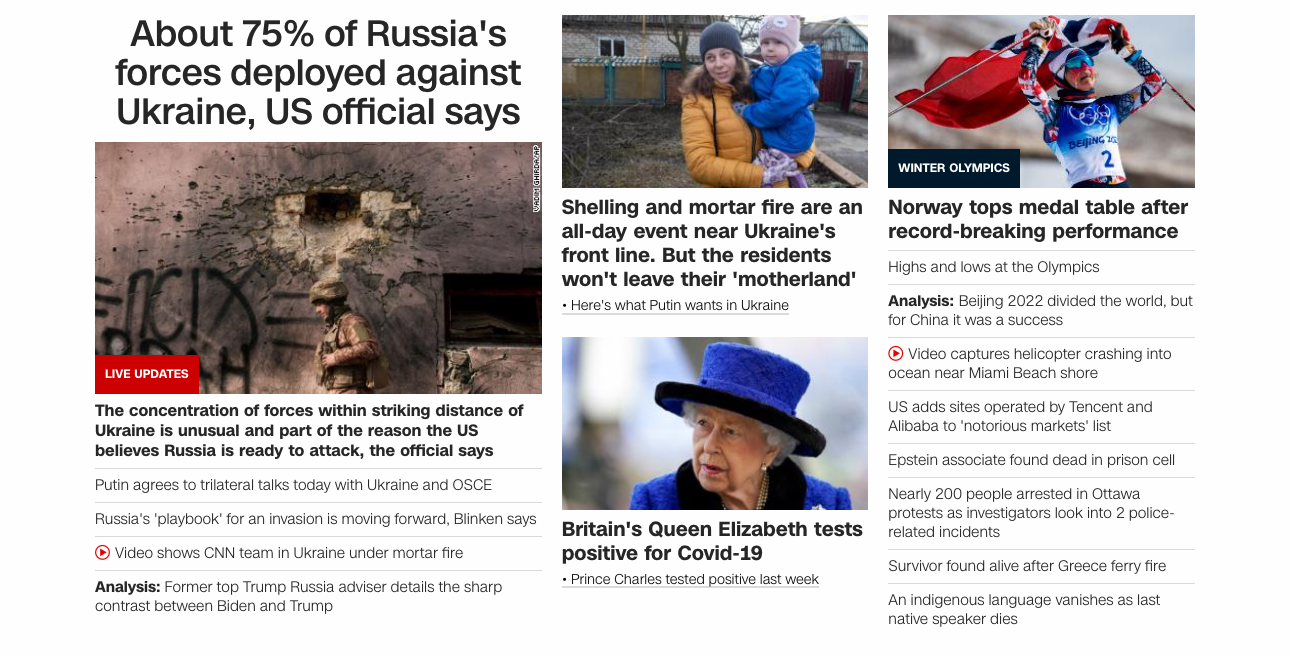 About 75% of Russia's
forces deployed against
Ukraine, US official says
VADIM GHIRDA/AP
LIVE UPDATES
The concentration of forces within striking distance of
Ukraine is unusual and part of the reason the US
believes Russia is ready to attack, the official says
Putin agrees to trilateral talks today with Ukraine and OSCE
Russia's 'playbook' for an invasion is moving forward, Blinken says
Video shows CNN team in Ukraine under mortar fire
Analysis: Former top Trump Russia adviser details the sharp
contrast between Biden and Trump
Shelling and mortar fire are an
all-day event near Ukraine's
front line. But the residents
won't leave their 'motherland'
• Here's what Putin wants in Ukraine
Britain's Queen Elizabeth tests
positive for Covid-19
• Prince Charles tested positive last week
BEIJING 202
2
WINTER OLYMPICS
Norway tops medal table after
record-breaking performance
Highs and lows at the Olympics
Analysis: Beijing 2022 divided the world, but
for China it was a success
Video captures helicopter crashing into
ocean near Miami Beach shore
US adds sites operated by Tencent and
Alibaba to 'notorious markets' list
Epstein associate found dead in prison cell
Nearly 200 people arrested in Ottawa
protests as investigators look into 2 police-
related incidents
Survivor found alive after Greece ferry fire
An indigenous language vanishes as last
native speaker dies